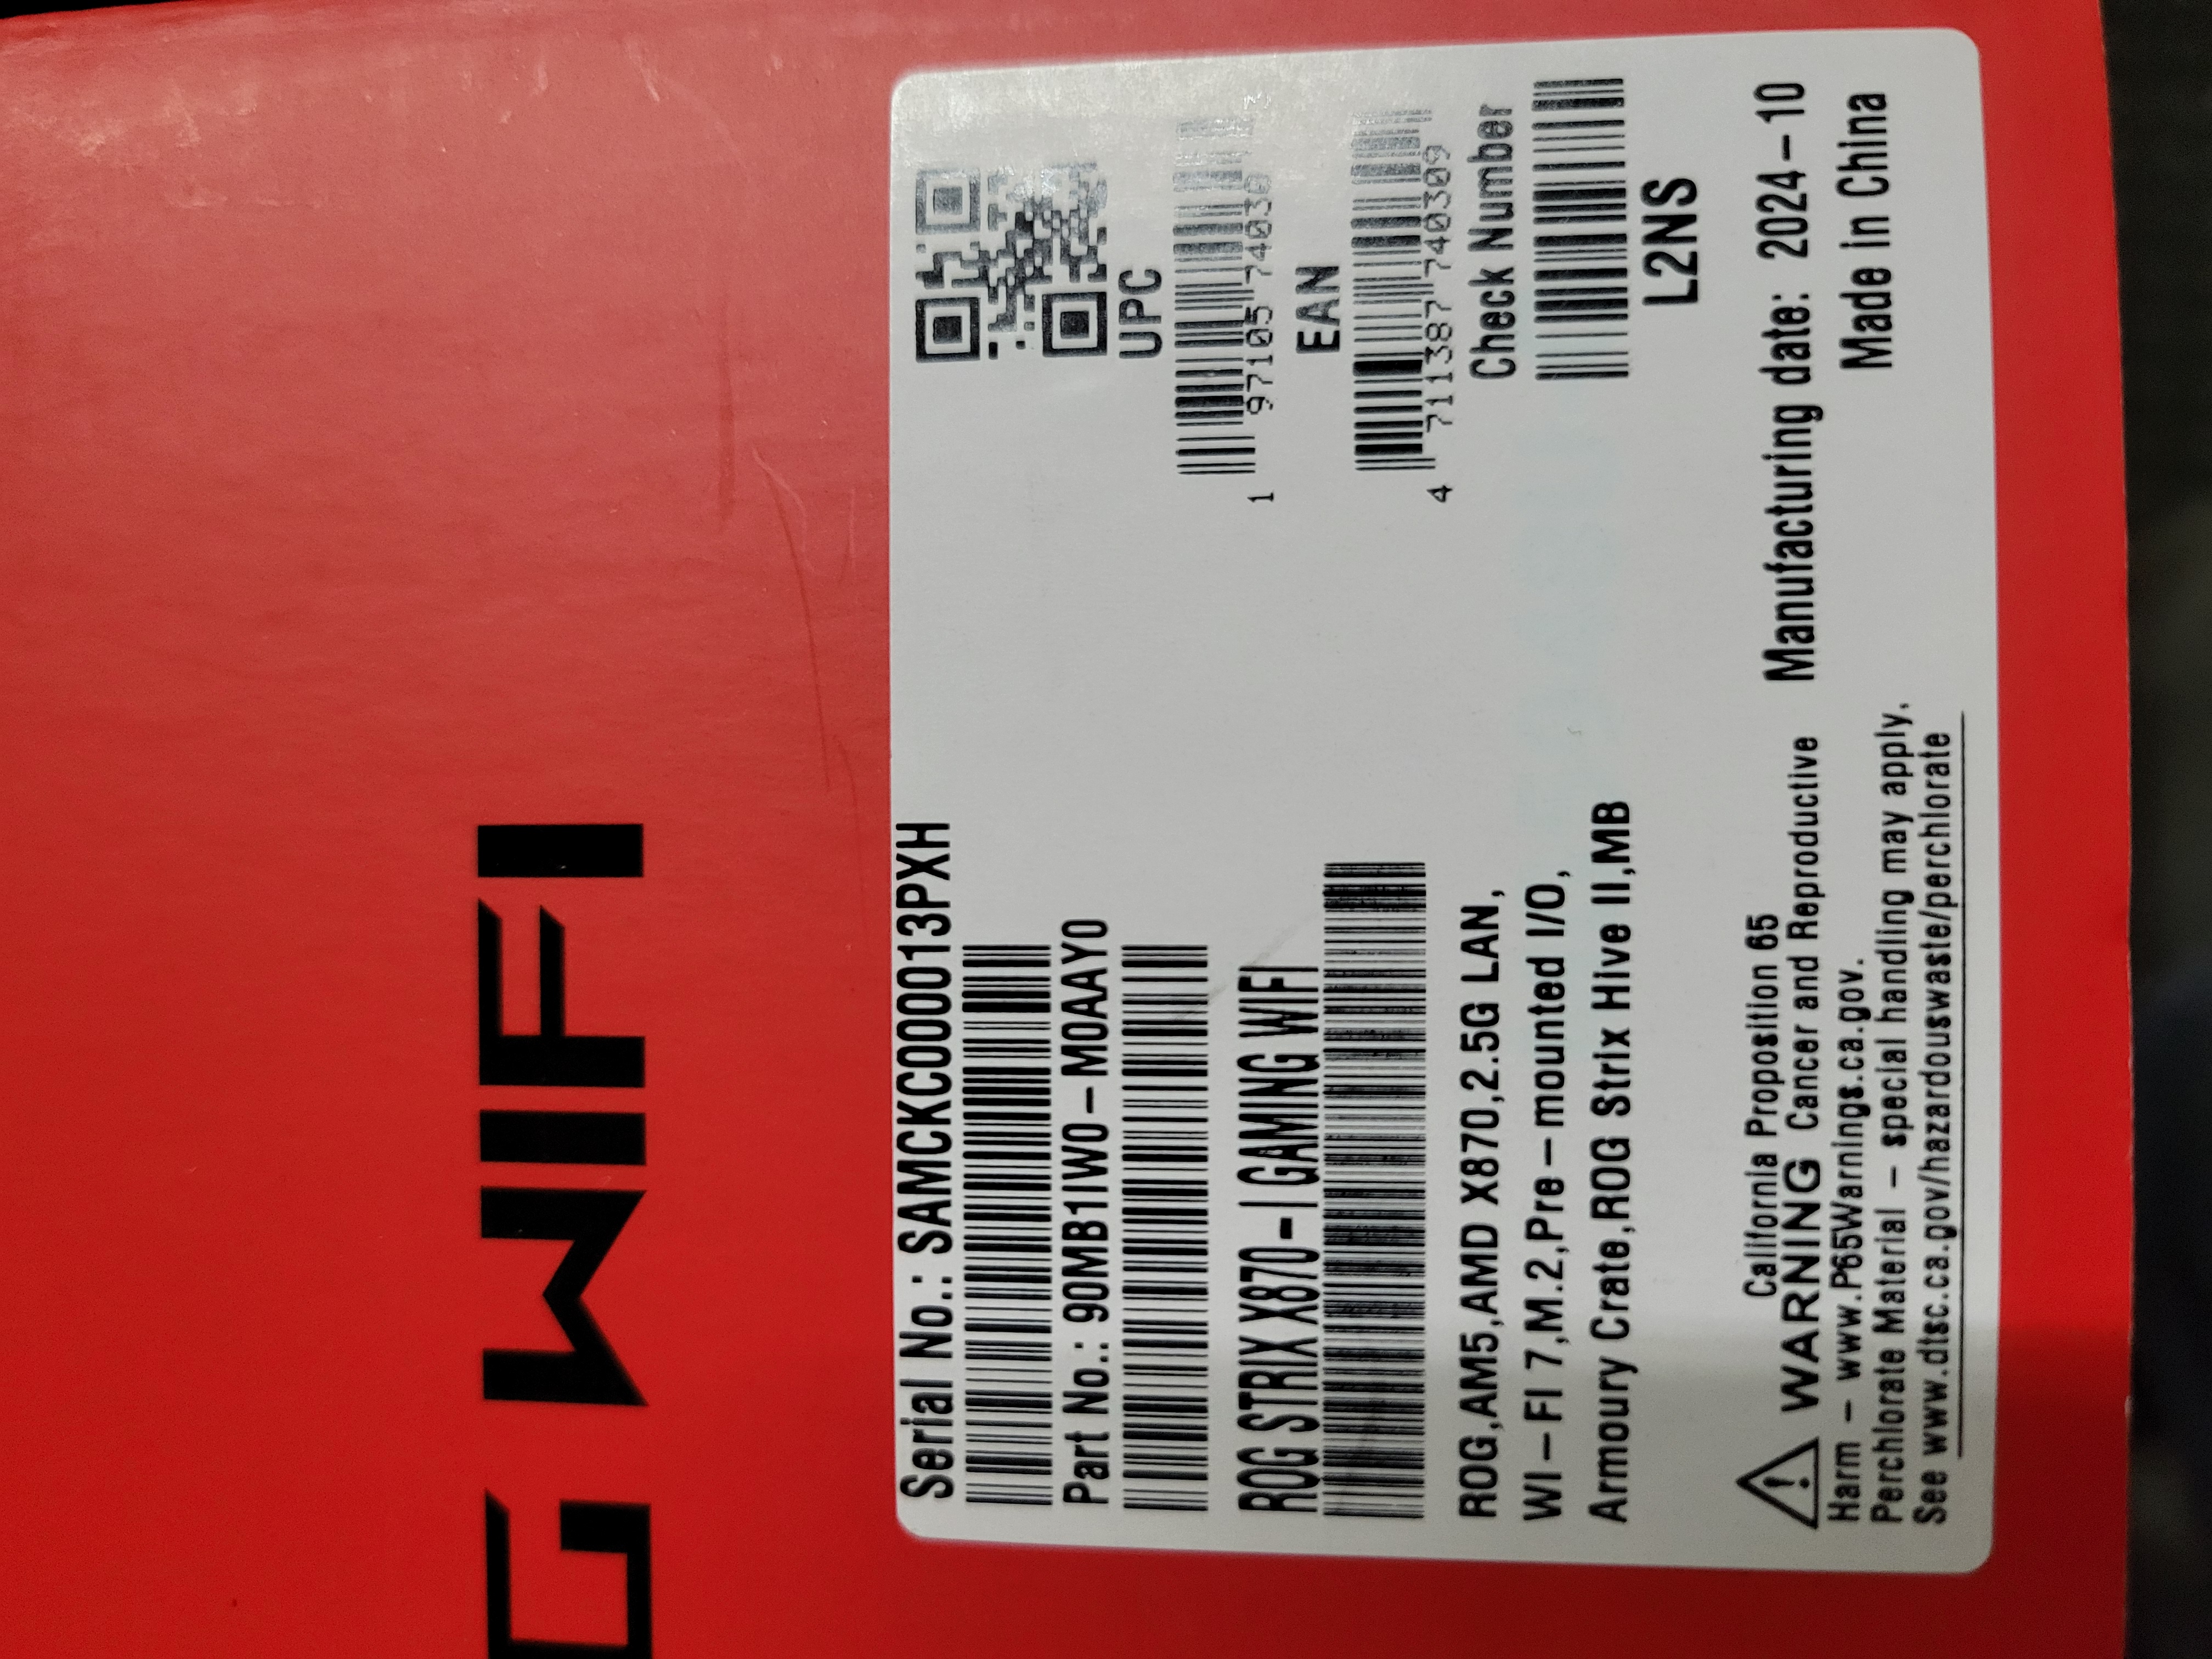 G WIFI
Serial No.: SAMCKC000013PXH
Part No.: 90MB1IW0-M0AAY0
ROG STRIX X870-I GAMING WIFI
ROG,AM5,AMD X870,2.5G LAN,
WI-FI 7,M.2,Pre-mounted I/O,
Armoury Crate,ROG Strix Hive II,MB
UPC
1 97105 74030 3
EAN
4 711387 740309
Check Number
L2NS
California Proposition 65
WARNING Cancer and Reproductive
Harm - www.P65Warnings.ca.gov.
Perchlorate Material - special handling may apply,
See www.dtsc.ca.gov/hazardouswaste/perchlorate
Manufacturing date: 2024-10
Made in China